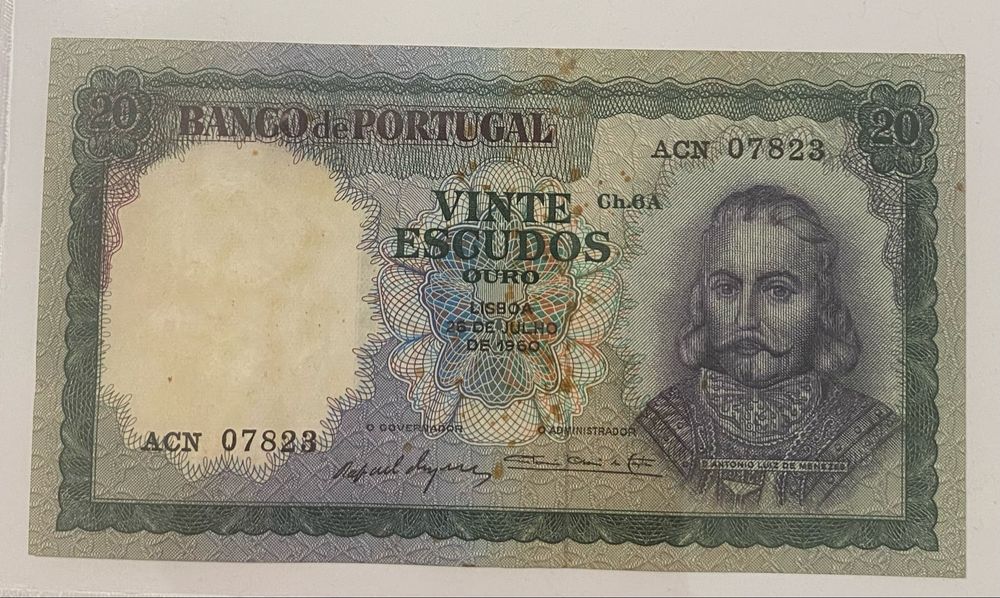 20
20
BANCO de PORTUGAL
ACN 07823
VINTE
Ch.6A
ESCUDOS
OURO
LISBOA
26 DE JULHO
DE 1960
O GOVERNADOR
O ADMINISTRADOR
ACN 07823
D. ANTONIO LUIZ DE MENEZES